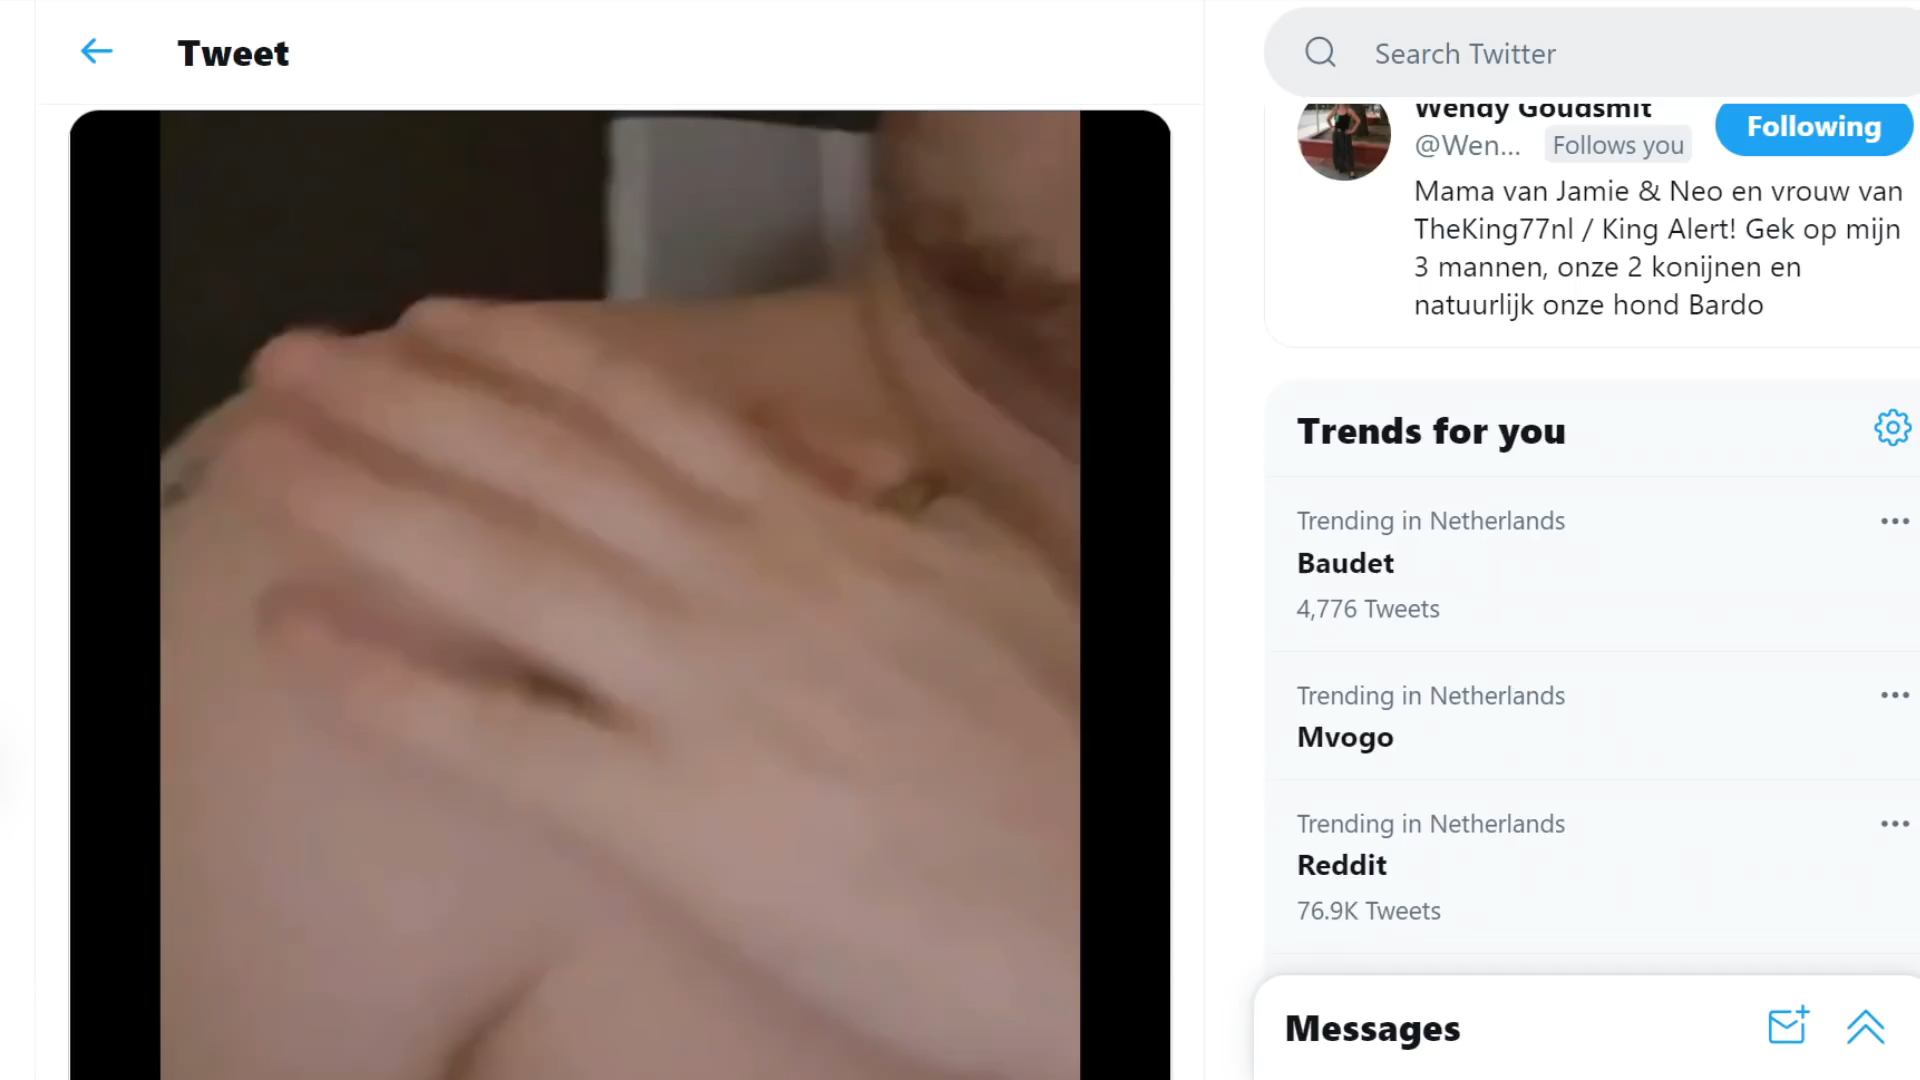 Tweet
Search Twitter
Wendy Goudsmit
@Wen... Follows you
Following
Mama van Jamie & Neo en vrouw van
TheKing77nl / King Alert! Gek op mijn
3 mannen, onze 2 konijnen en
natuurlijk onze hond Bardo
Trends for you
Trending in Netherlands
Baudet
4,776 Tweets
Trending in Netherlands
Mvogo
Trending in Netherlands
Reddit
76.9K Tweets
Messages